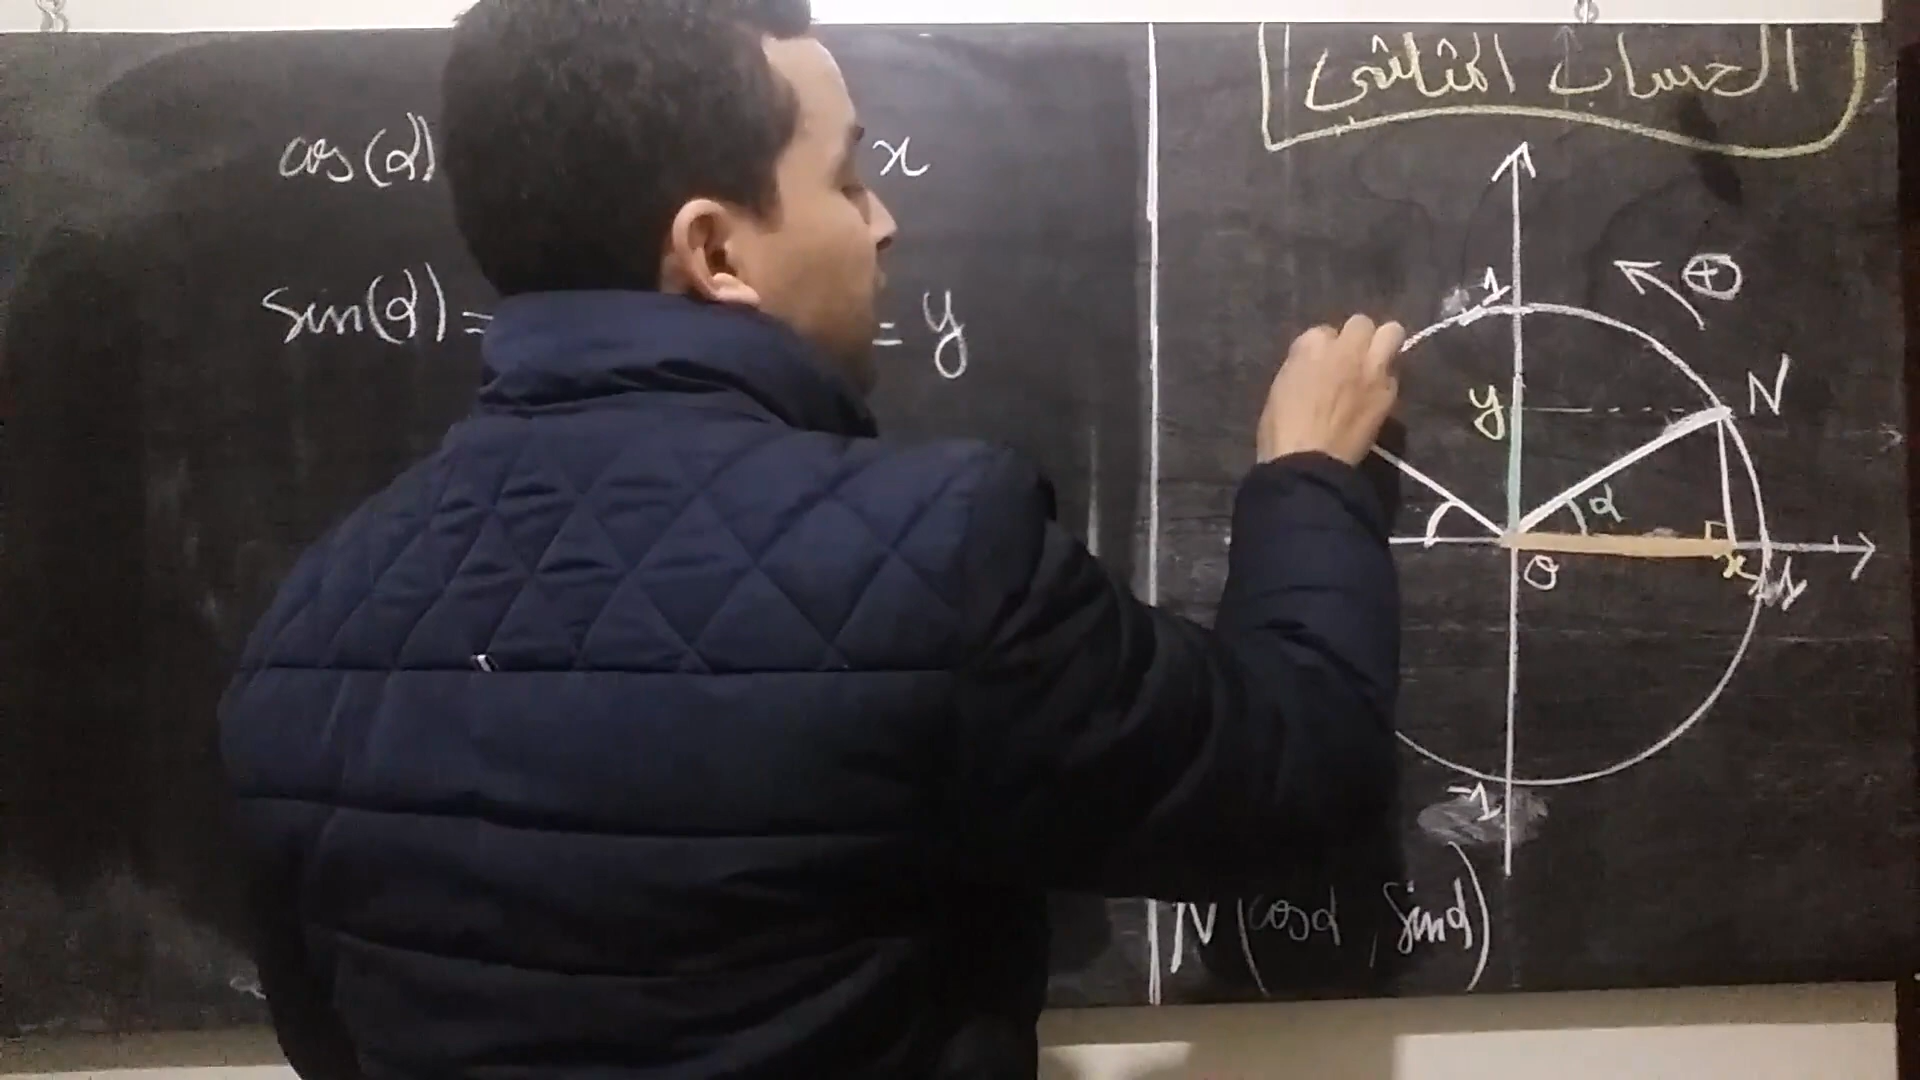 الحساب المثلثي
cos(α) x
sin(α) = = y
1
⊕
N
y
α
O
x
1
-1
N(cosα , sinα)